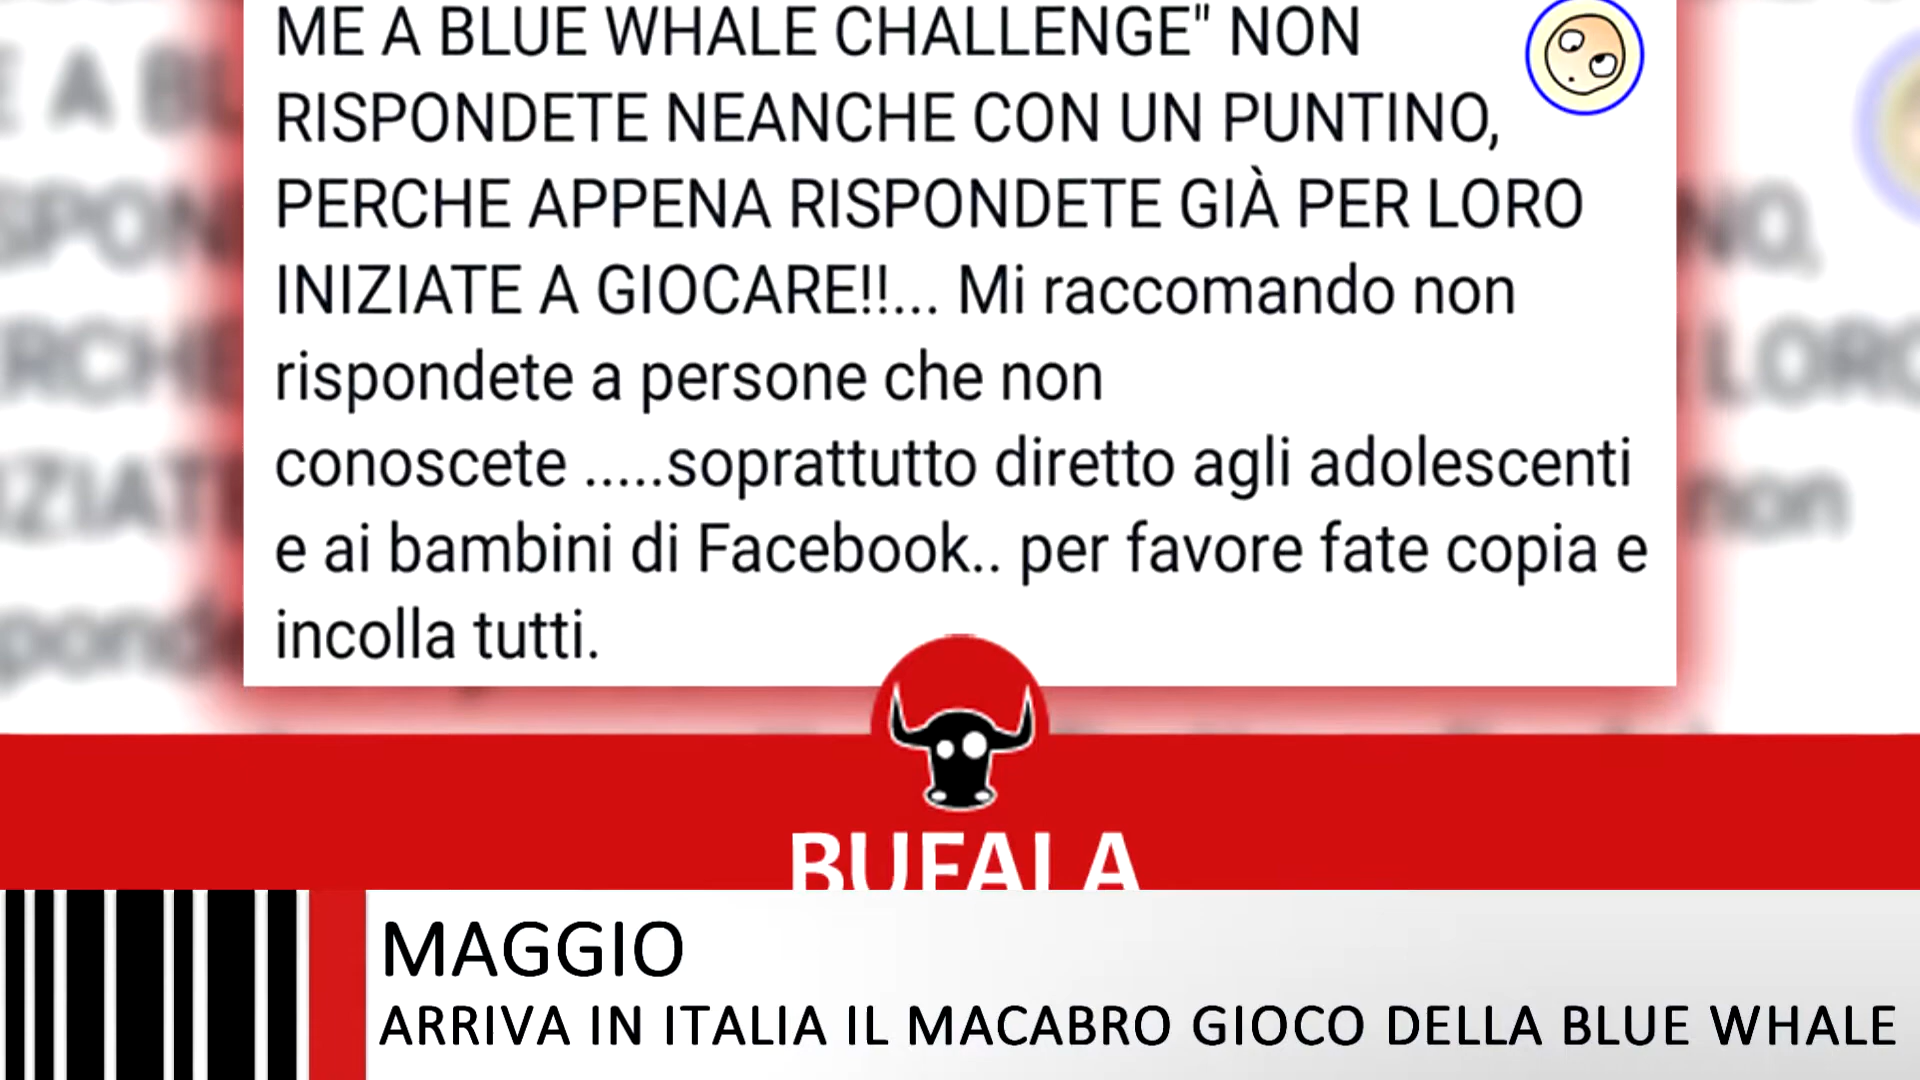 ME A BLUE WHALE CHALLENGE" NON
RISPONDETE NEANCHE CON UN PUNTINO,
PERCHE APPENA RISPONDETE GIÀ PER LORO
INIZIATE A GIOCARE!!... Mi raccomando non
rispondete a persone che non
conoscete .....soprattutto diretto agli adolescenti
e ai bambini di Facebook.. per favore fate copia e
incolla tutti.
BUFALA
MAGGIO
ARRIVA IN ITALIA IL MACABRO GIOCO DELLA BLUE WHALE